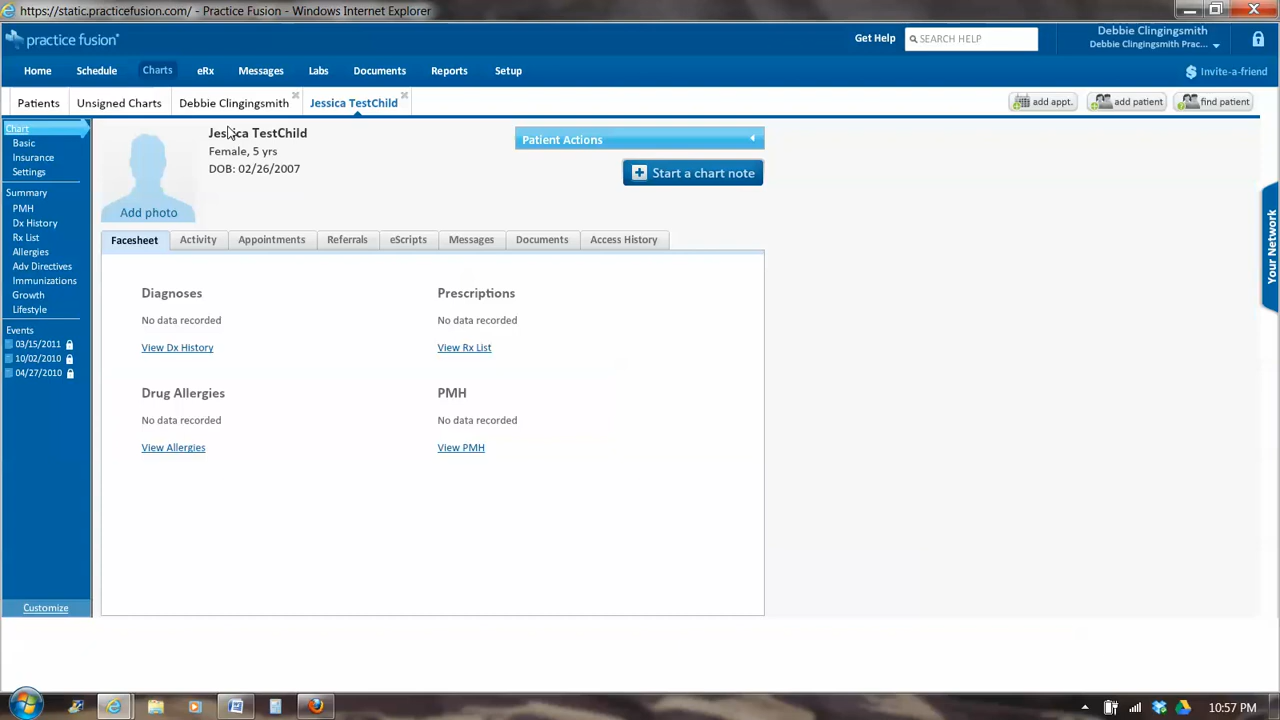 https://static.practicefusion.com/ - Practice Fusion - Windows Internet Explorer
practice fusion
Get Help
SEARCH HELP
Debbie Clingingsmith
Debbie Clingingsmith Prac...
Home Schedule Charts eRx Messages Labs Documents Reports Setup
Invite-a-friend
Patients Unsigned Charts Debbie Clingingsmith Jessica TestChild
add appt. add patient find patient
Chart
Basic
Insurance
Settings
Summary
PMH
Dx History
Rx List
Allergies
Adv Directives
Immunizations
Growth
Lifestyle
Events
03/15/2011
10/02/2010
04/27/2010
Customize
Add photo
Jessica TestChild
Female, 5 yrs
DOB: 02/26/2007
Patient Actions
Start a chart note
Facesheet Activity Appointments Referrals eScripts Messages Documents Access History
Diagnoses
No data recorded
View Dx History
Prescriptions
No data recorded
View Rx List
Drug Allergies
No data recorded
View Allergies
PMH
No data recorded
View PMH
Your Network
10:57 PM